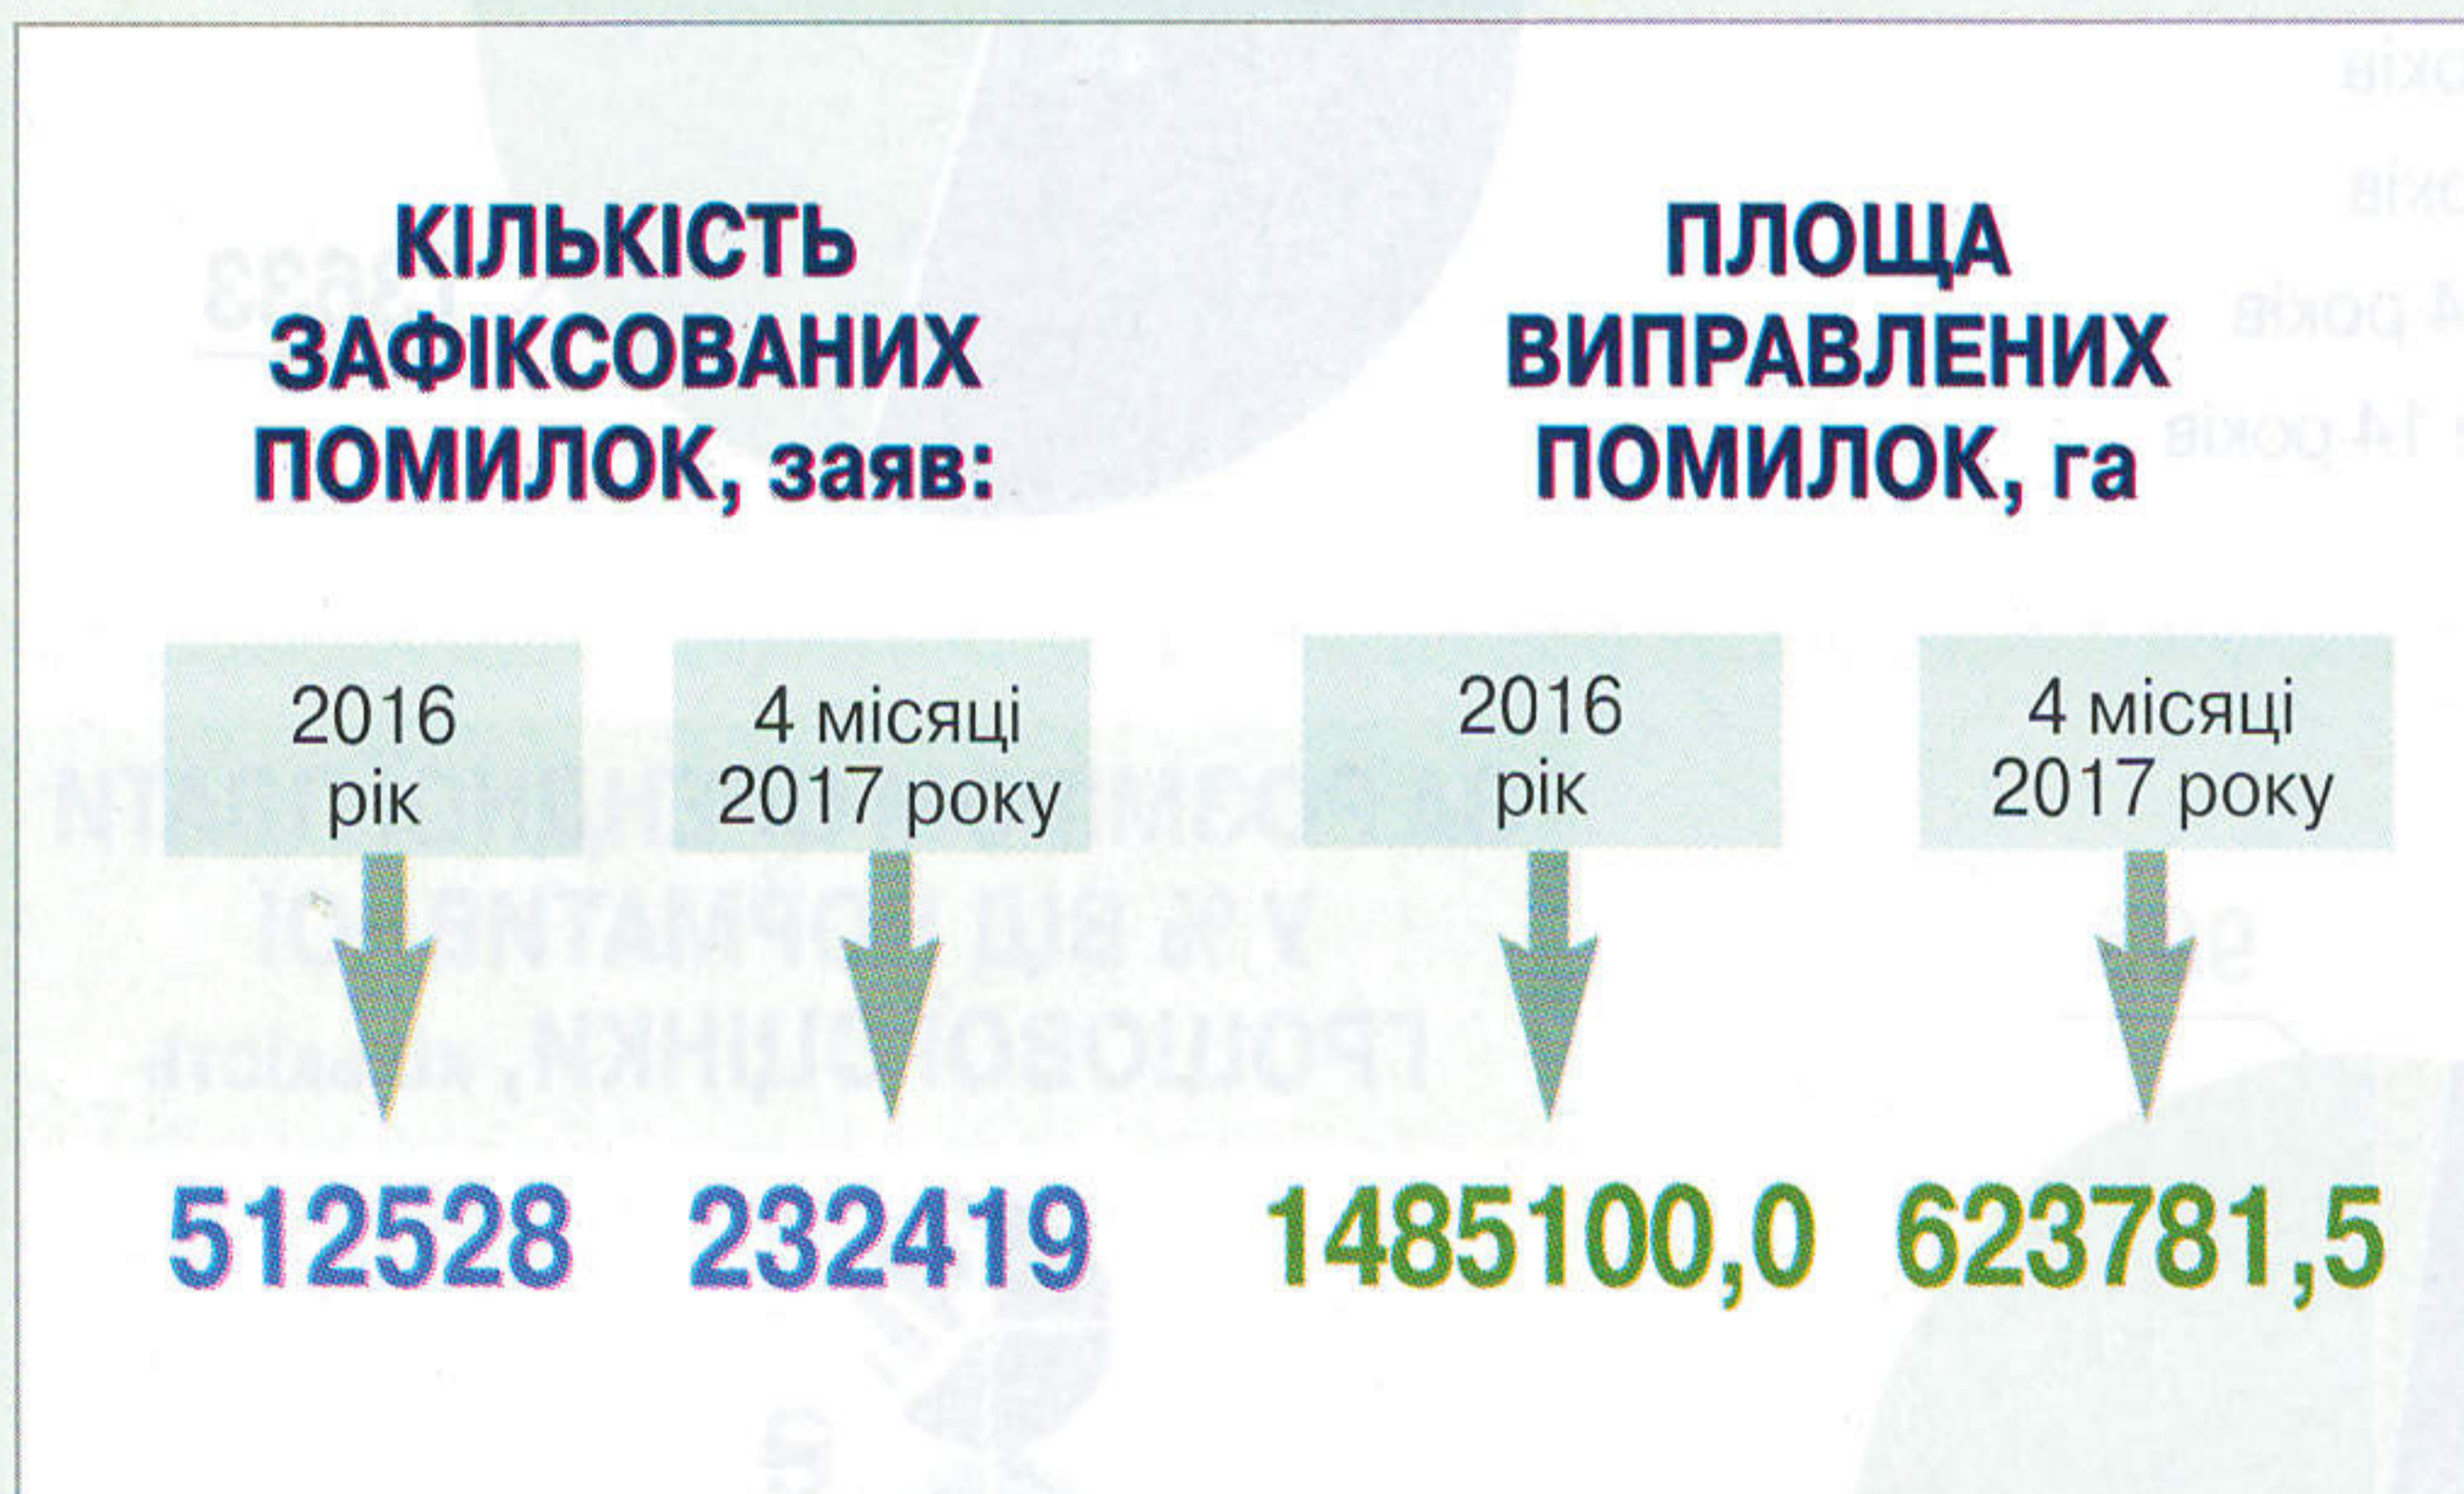 КІЛЬКІСТЬ
ЗАФІКСОВАНИХ
ПОМИЛОК, заяв:
2016
рік
4 місяці
2017 року
512528
232419
ПЛОЩА
ВИПРАВЛЕНИХ
ПОМИЛОК, га
2016
рік
4 місяці
2017 року
1485100,0
623781,5